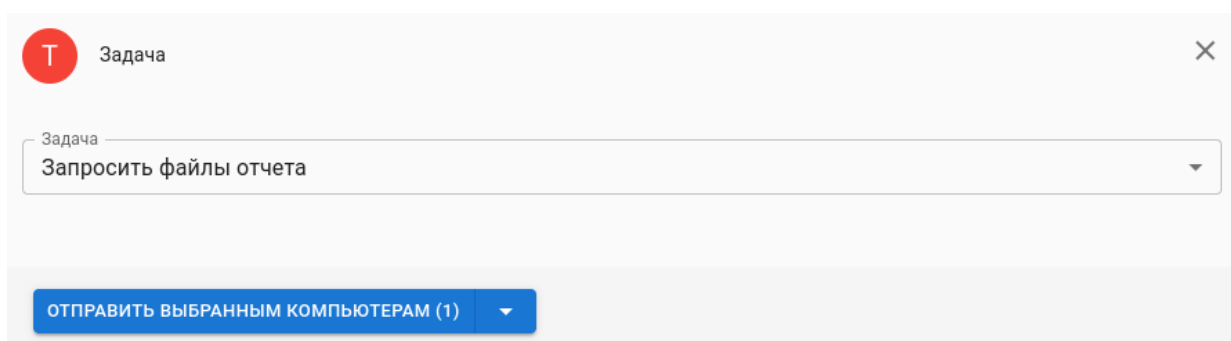 Т Задача
Задача
Запросить файлы отчета
ОТПРАВИТЬ ВЫБРАННЫМ КОМПЬЮТЕРАМ (1)